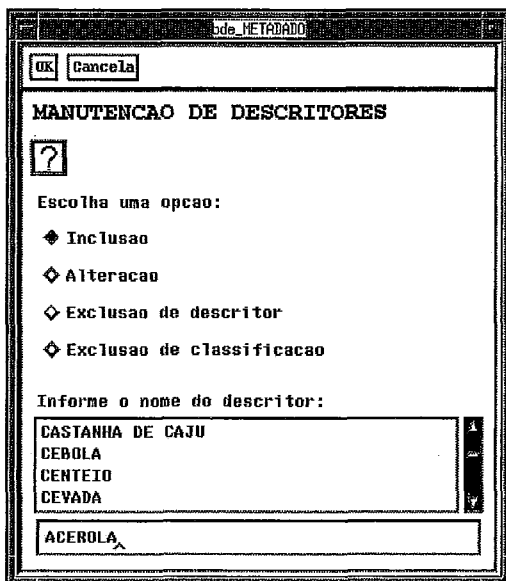 bde_METADADO
OK Cancela
MANUTENCAO DE DESCRITORES
?
Escolha uma opcao:
Inclusao
Alteracao
Exclusao de descritor
Exclusao de classificacao
Informe o nome do descritor:
CASTANHA DE CAJU
CEBOLA
CENTEIO
CEVADA
ACEROLA